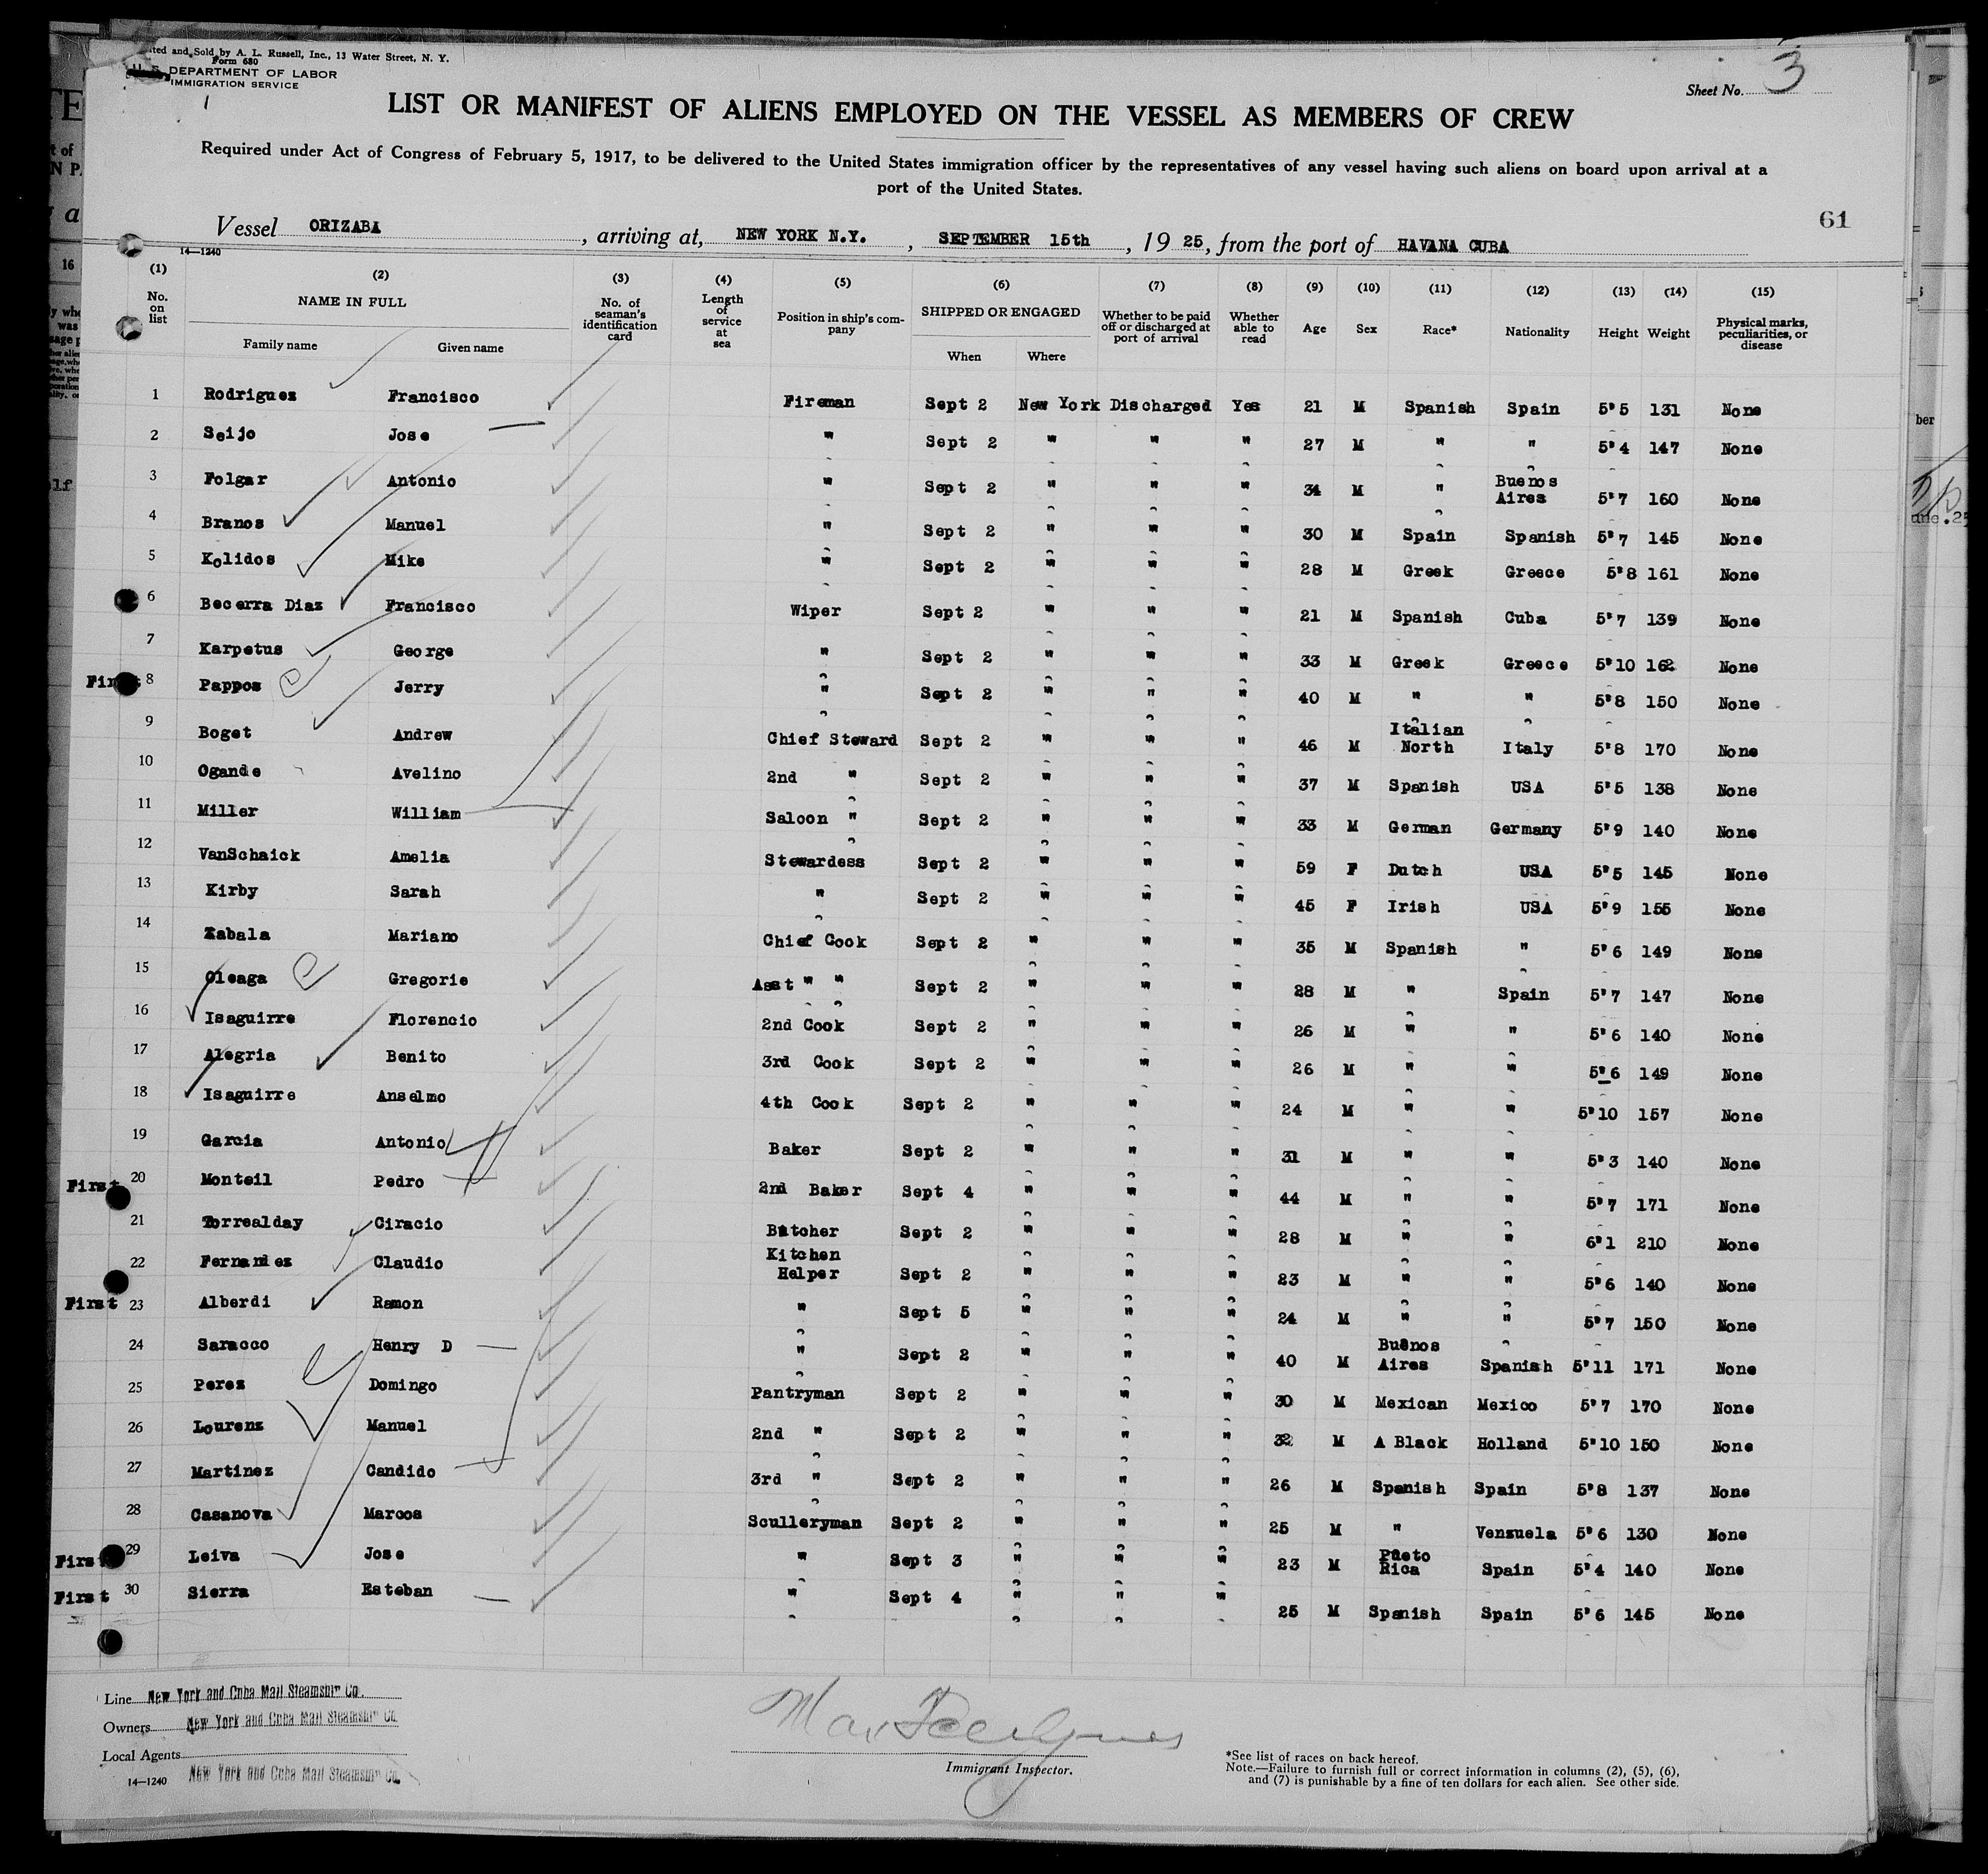 ted and Sold by A. L. Russell, Inc., 13 Water Street, N. Y.
Form 680
U. S. DEPARTMENT OF LABOR
IMMIGRATION SERVICE
Sheet No. 3
LIST OR MANIFEST OF ALIENS EMPLOYED ON THE VESSEL AS MEMBERS OF CREW
Required under Act of Congress of February 5, 1917, to be delivered to the United States immigration officer by the representatives of any vessel having such aliens on board upon arrival at a
port of the United States.
61
Vessel ORIZABA, arriving at, NEW YORK N.Y., SEPTEMBER 15th, 1925, from the port of HAVANA CUBA
14—1240
(1) (2) (3) (4) (5) (6) (7) (8) (9) (10) (11) (12) (13) (14) (15)
No. on list NAME IN FULL No. of seaman's identification card Length of service at sea Position in ship's company SHIPPED OR ENGAGED Whether to be paid off or discharged at port of arrival Whether able to read Age Sex Race* Nationality Height Weight Physical marks, peculiarities, or disease
Family name Given name When Where
1 Rodriguez Francisco Fireman Sept 2 New York Discharged Yes 21 M Spanish Spain 5"5 131 None
2 Seijo Jose " Sept 2 " " " 27 M " " 5"4 147 None
3 Folgar Antonio " Sept 2 " " " 34 M " Buenos Aires 5"7 160 None
4 Branos Manuel " Sept 2 " " " 30 M Spain Spanish 5"7 145 None
5 Kolidos Mike " Sept 2 " " " 28 M Greek Greece 5"8 161 None
6 Becerra Diaz Francisco Wiper Sept 2 " " " 21 M Spanish Cuba 5"7 139 None
7 Karpetus George " Sept 2 " " " 33 M Greek Greece 5"10 162 None
First 8 Pappos Jerry " Sept 2 " " " 40 M " " 5"8 150 None
9 Boget Andrew Chief Steward Sept 2 " " " 46 M Italian North Italy 5"8 170 None
10 Ogande Avelino 2nd " Sept 2 " " " 37 M Spanish USA 5"5 138 None
11 Miller William Saloon " Sept 2 " " " 33 M German Germany 5"9 140 None
12 VanSchaick Amelia Stewardess Sept 2 " " " 59 F Dutch USA 5"5 145 None
13 Kirby Sarah " Sept 2 " " " 45 F Irish USA 5"9 155 None
14 Zabala Mariano Chief Cook Sept 2 " " " 35 M Spanish " 5"6 149 None
15 Oleaga Gregorie Asst " " Sept 2 " " " 28 M " Spain 5"7 147 None
16 Isaguirre Florencio 2nd Cook Sept 2 " " " 26 M " " 5"6 140 None
17 Alegria Benito 3rd Cook Sept 2 " " " 26 M " " 5"6 149 None
18 Isaguirre Anselmo 4th Cook Sept 2 " " " 24 M " " 5"10 157 None
19 Garcia Antonio Baker Sept 2 " " " 31 M " " 5"3 140 None
First 20 Monteil Pedro 2nd Baker Sept 4 " " " 44 M " " 5"7 171 None
21 Torrealday Ciracio Butcher Sept 2 " " " 28 M " " 6"1 210 None
22 Fernandez Claudio Kitchen Helper Sept 2 " " " 23 M " " 5"6 140 None
First 23 Alberdi Ramon " Sept 5 " " " 24 M " " 5"7 150 None
24 Saracco Henry D " Sept 2 " " " 40 M Buenos Aires Spanish 5"11 171 None
25 Perez Domingo Pantryman Sept 2 " " " 30 M Mexican Mexico 5"7 170 None
26 Lourenz Manuel 2nd " Sept 2 " " " 32 M A Black Holland 5"10 150 None
27 Martinez Candido 3rd " Sept 2 " " " 26 M Spanish Spain 5"8 137 None
28 Casanova Marcos Sculleryman Sept 2 " " " 25 M " Venzuela 5"6 130 None
First 29 Leiva Jose " Sept 3 " " " 23 M Pueto Rica Spain 5"4 140 None
First 30 Sierra Esteban " Sept 4 " " " 25 M Spanish Spain 5"6 145 None
Line New York and Cuba Mail Steamship Co.
Owners New York and Cuba Mail Steamship Co.
Local Agents New York and Cuba Mail Steamship Co.
14—1240
Immigrant Inspector.
*See list of races on back hereof.
Note.—Failure to furnish full or correct information in columns (2), (5), (6),
and (7) is punishable by a fine of ten dollars for each alien. See other side.